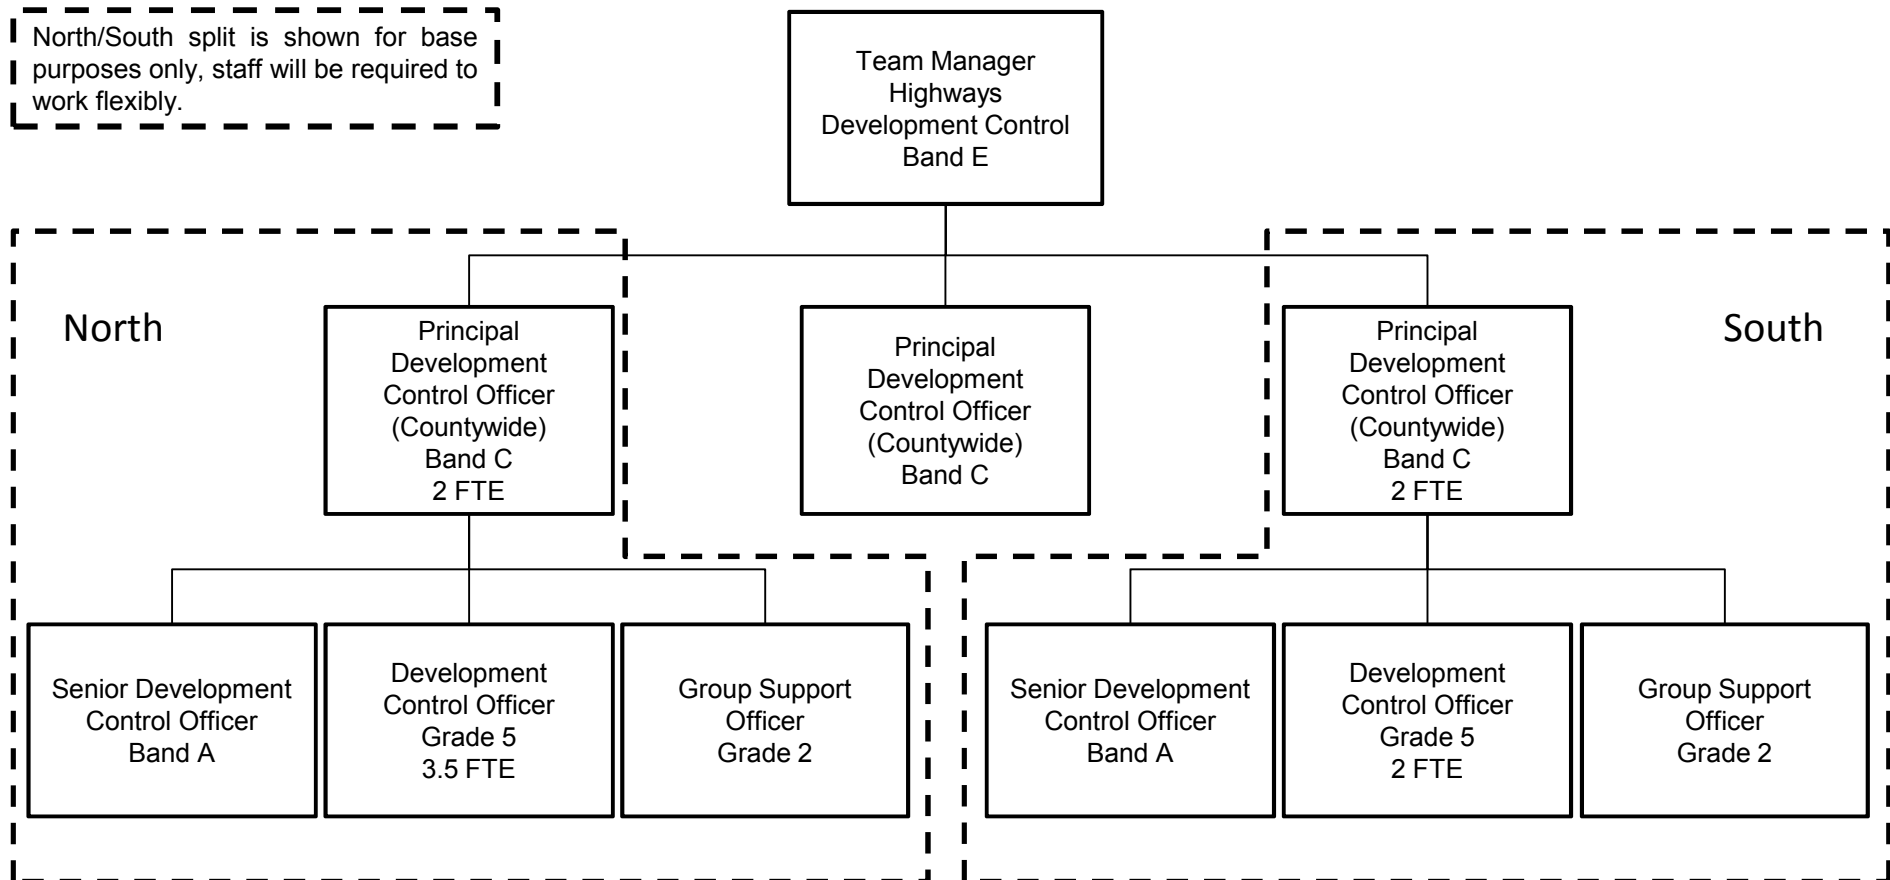 North/South split is shown for base
purposes only, staff will be required to
work flexibly.
Team Manager
Highways
Development Control
Band E
North
Principal
Development
Control Officer
(Countywide)
Band C
2 FTE
Principal
Development
Control Officer
(Countywide)
Band C
Principal
Development
Control Officer
(Countywide)
Band C
2 FTE
South
Senior Development
Control Officer
Band A
Development
Control Officer
Grade 5
3.5 FTE
Group Support
Officer
Grade 2
Senior Development
Control Officer
Band A
Development
Control Officer
Grade 5
2 FTE
Group Support
Officer
Grade 2